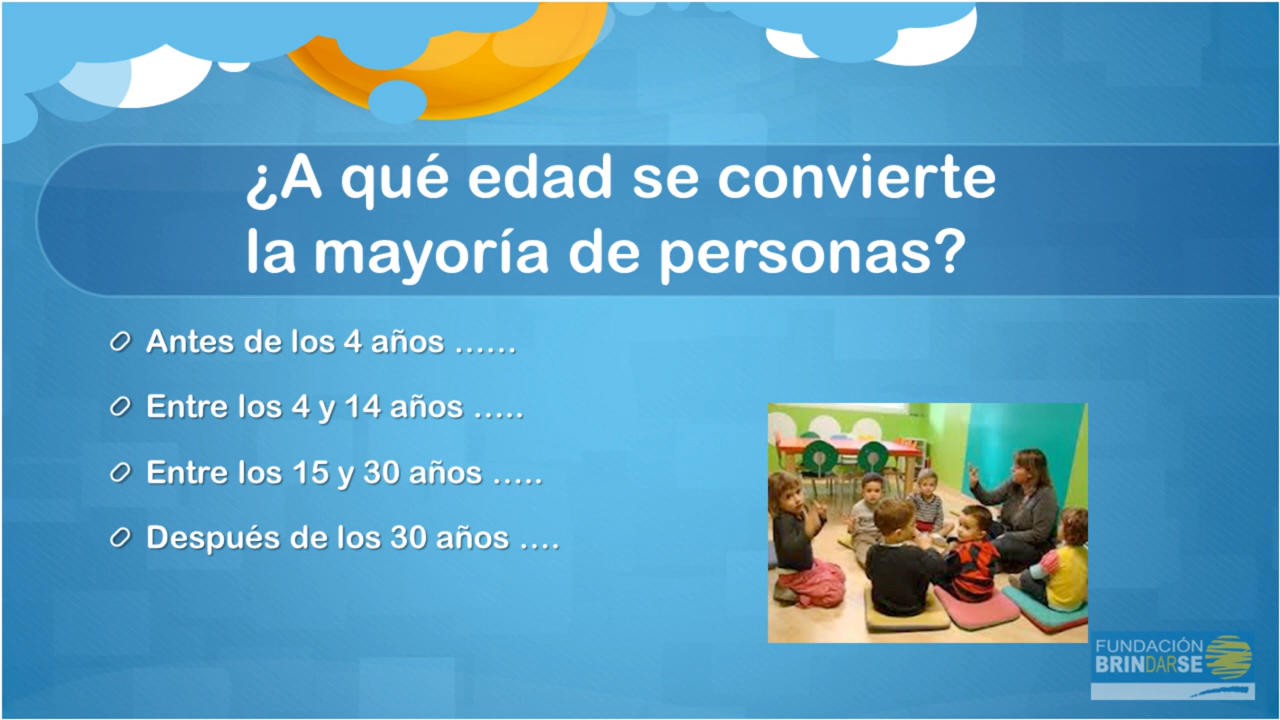 ¿A qué edad se convierte
la mayoría de personas?
Antes de los 4 años ......
Entre los 4 y 14 años .....
Entre los 15 y 30 años .....
Después de los 30 años ....
FUNDACIÓN
BRINDARSE